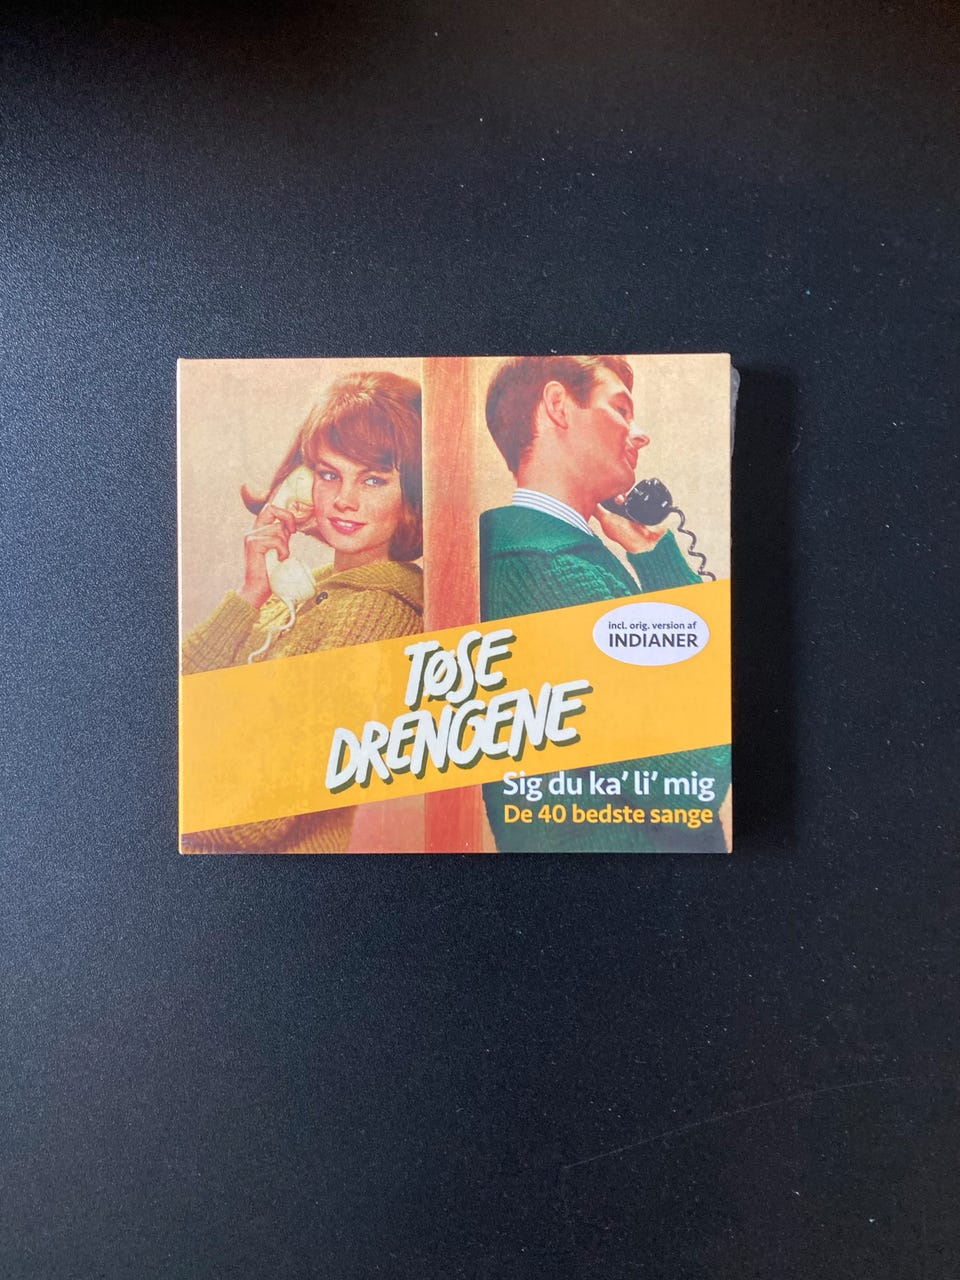 incl. orig. version af
INDIANER
TØSE
DRENGENE
Sig du ka' li' mig
De 40 bedste sange